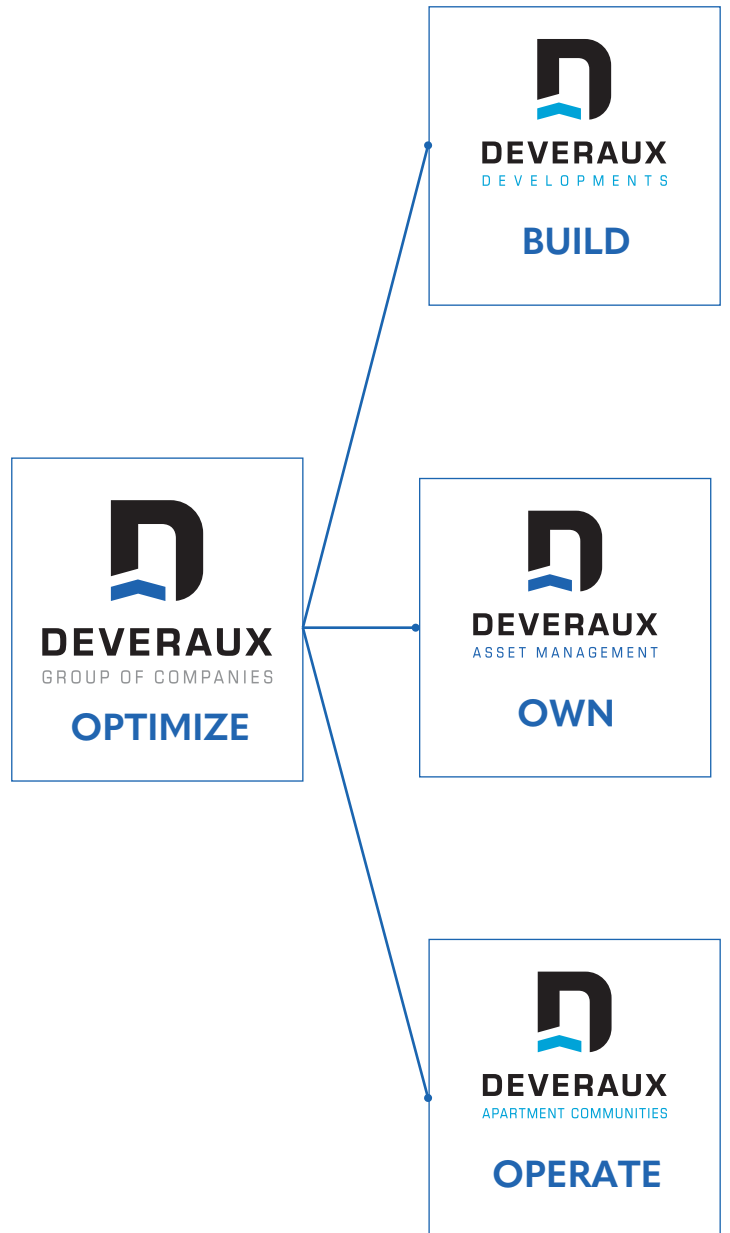 DEVERAUX
DEVELOPMENTS
BUILD
DEVERAUX
GROUP OF COMPANIES
OPTIMIZE
DEVERAUX
ASSET MANAGEMENT
OWN
DEVERAUX
APARTMENT COMMUNITIES
OPERATE